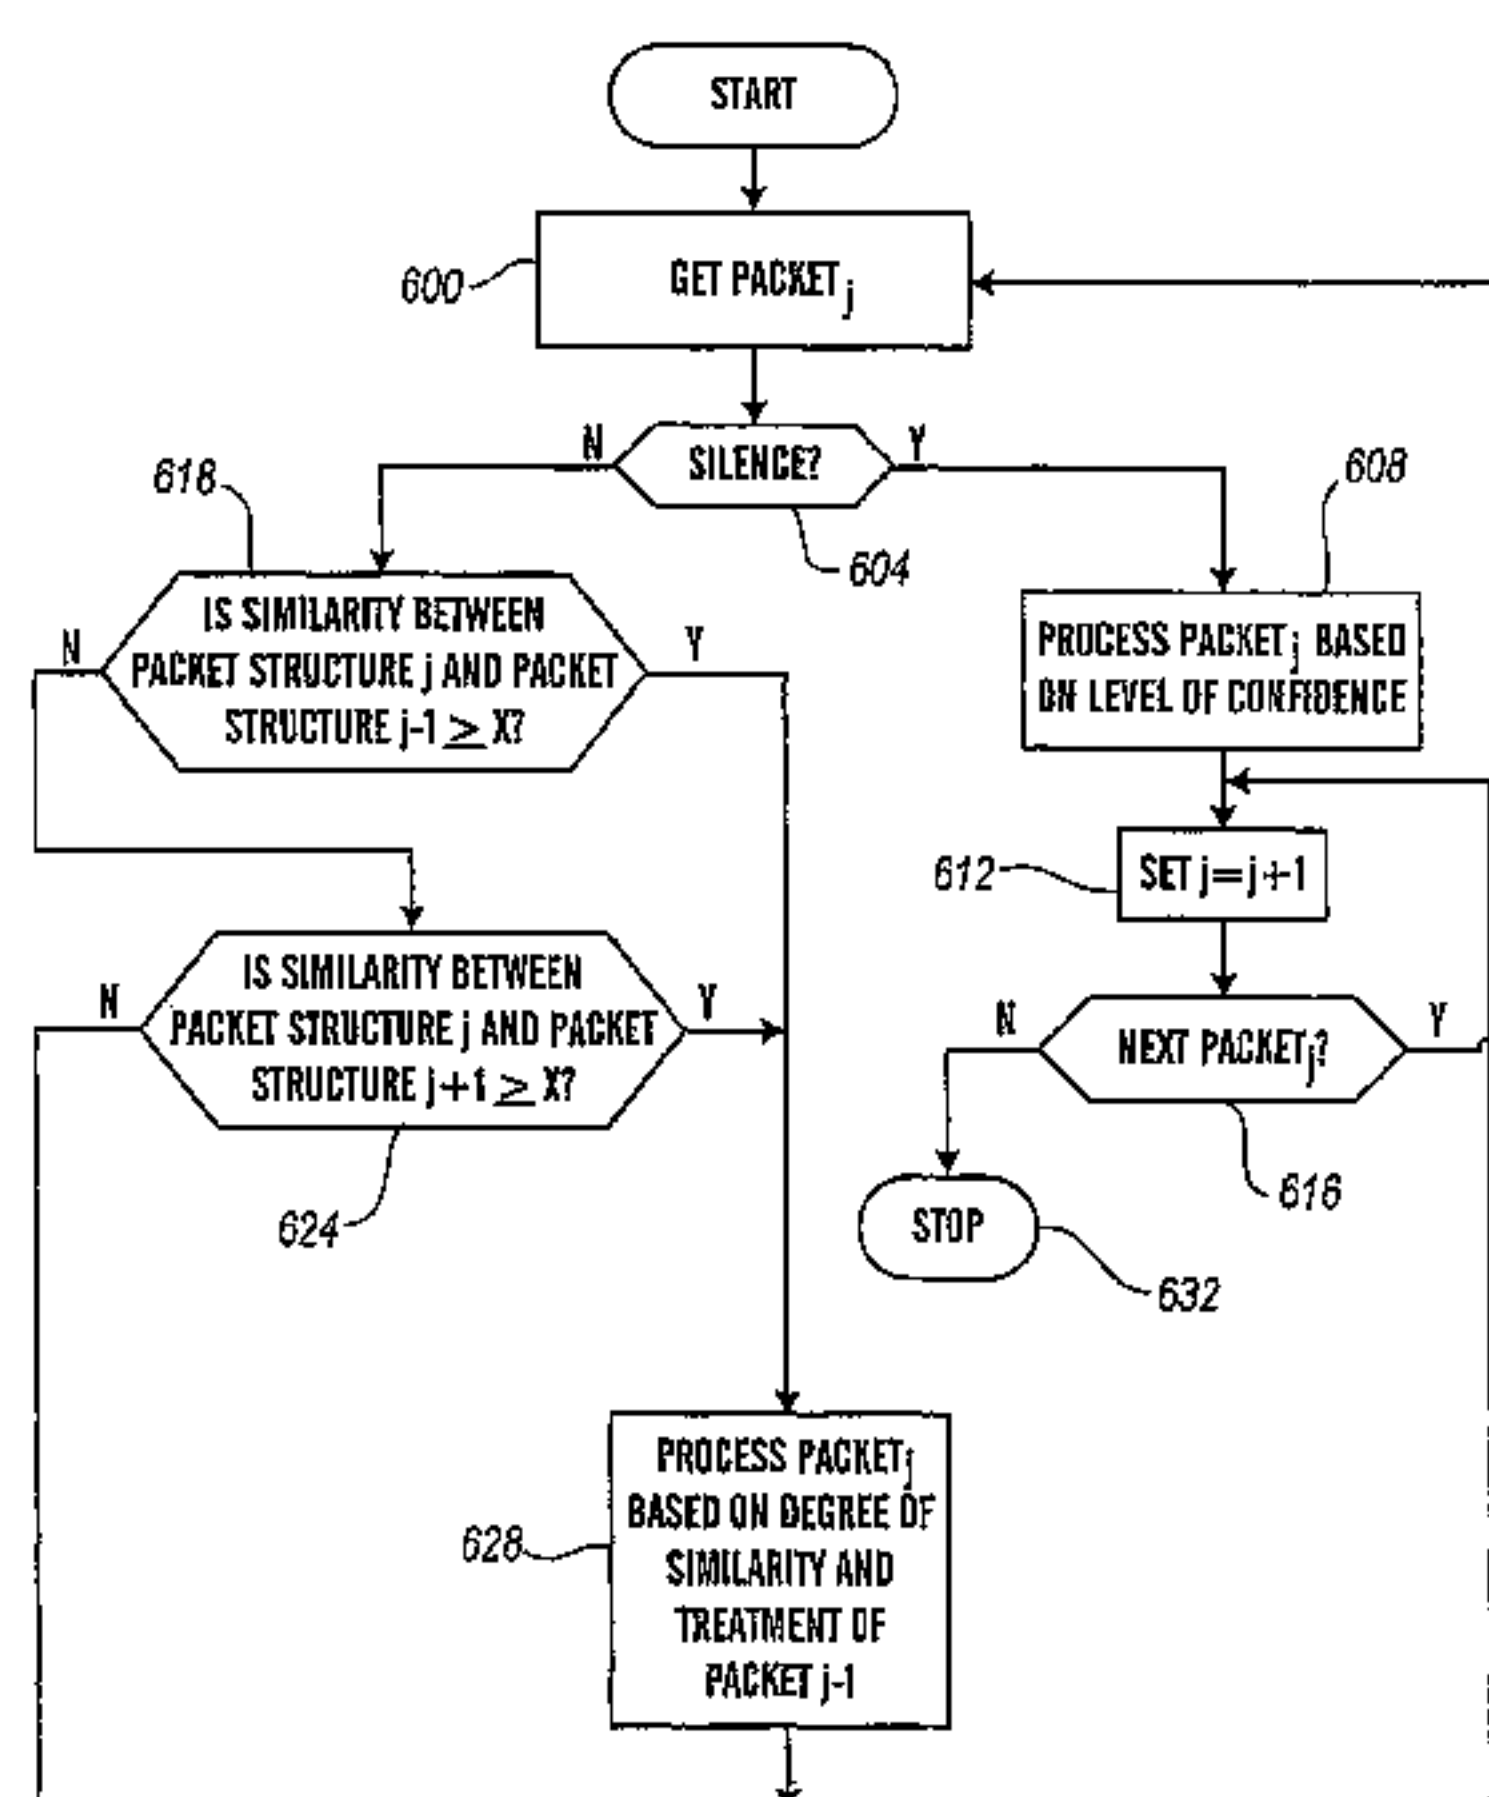 START
600
GET PACKET j
N
SILENCE?
Y
604
618
608
IS SIMILARITY BETWEEN
PACKET STRUCTURE j AND PACKET
STRUCTURE j-1 ≥ X?
N
Y
PROCESS PACKET j BASED
ON LEVEL OF CONFIDENCE
612
SET j=j+1
IS SIMILARITY BETWEEN
PACKET STRUCTURE j AND PACKET
STRUCTURE j+1 ≥ X?
N
Y
624
N
NEXT PACKET j?
Y
616
STOP
632
628
PROCESS PACKET j
BASED ON DEGREE OF
SIMILARITY AND
TREATMENT OF
PACKET j-1